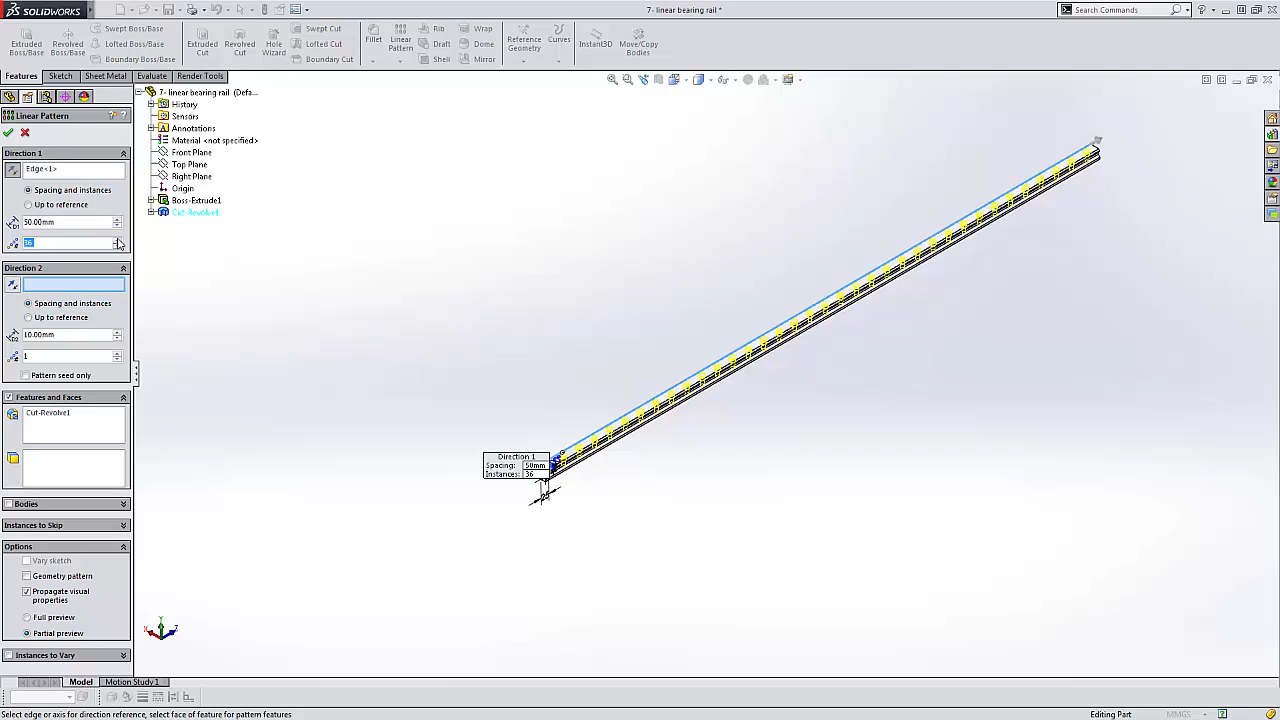 SOLIDWORKS
7- linear bearing rail *
Search Commands
Extruded Boss/Base
Revolved Boss/Base
Swept Boss/Base
Lofted Boss/Base
Boundary Boss/Base
Extruded Cut
Revolved Cut
Hole Wizard
Swept Cut
Lofted Cut
Boundary Cut
Fillet
Linear Pattern
Rib
Draft
Shell
Wrap
Dome
Mirror
Reference Geometry
Curves
Instant3D
Move/Copy Bodies
Features
Sketch
Sheet Metal
Evaluate
Render Tools
Linear Pattern
Direction 1
Edge<1>
Spacing and instances
Up to reference
50.00mm
36
Direction 2
Spacing and instances
Up to reference
10.00mm
1
Pattern seed only
Features and Faces
Cut-Revolve1
Bodies
Instances to Skip
Options
Vary sketch
Geometry pattern
Propagate visual
properties
Full preview
Partial preview
Instances to Vary
7- linear bearing rail (Defa...
History
Sensors
Annotations
Material <not specified>
Front Plane
Top Plane
Right Plane
Origin
Boss-Extrude1
Cut-Revolve1
Direction 1
Spacing: 50mm
Instances: 36
25
Y
X
Z
Model
Motion Study 1
Select edge or axis for direction reference, select face of feature for pattern features
Editing Part
MMGS